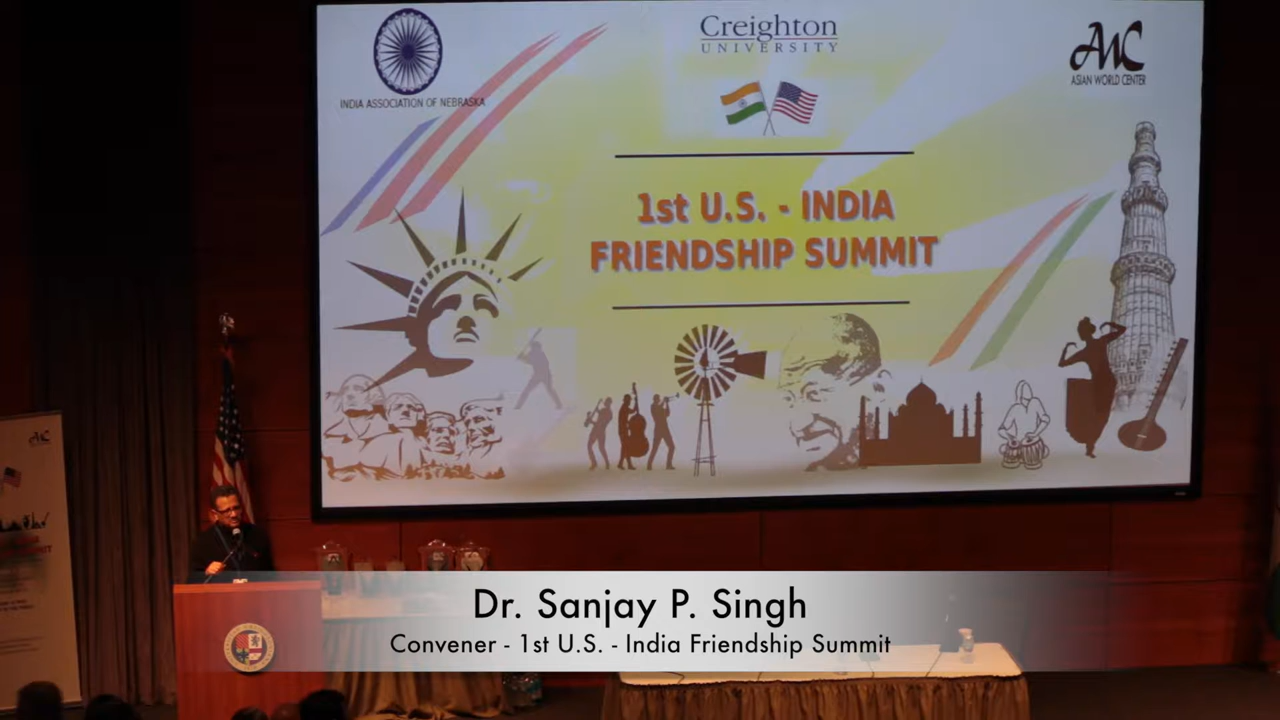 INDIA ASSOCIATION OF NEBRASKA
Creighton
UNIVERSITY
AWC
ASIAN WORLD CENTER
1st U.S. - INDIA
FRIENDSHIP SUMMIT
Dr. Sanjay P. Singh
Convener - 1st U.S. - India Friendship Summit